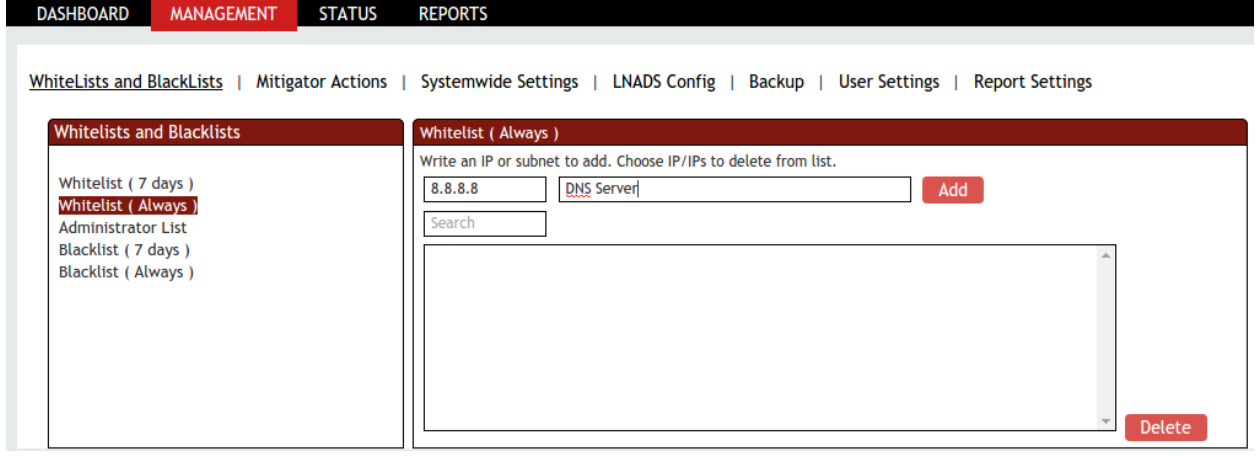 DASHBOARD MANAGEMENT STATUS REPORTS
WhiteLists and BlackLists | Mitigator Actions | Systemwide Settings | LNADS Config | Backup | User Settings | Report Settings
Whitelists and Blacklists
Whitelist ( 7 days )
Whitelist ( Always )
Administrator List
Blacklist ( 7 days )
Blacklist ( Always )
Whitelist ( Always )
Write an IP or subnet to add. Choose IP/IPs to delete from list.
8.8.8.8 DNS Server Add
Search
Delete